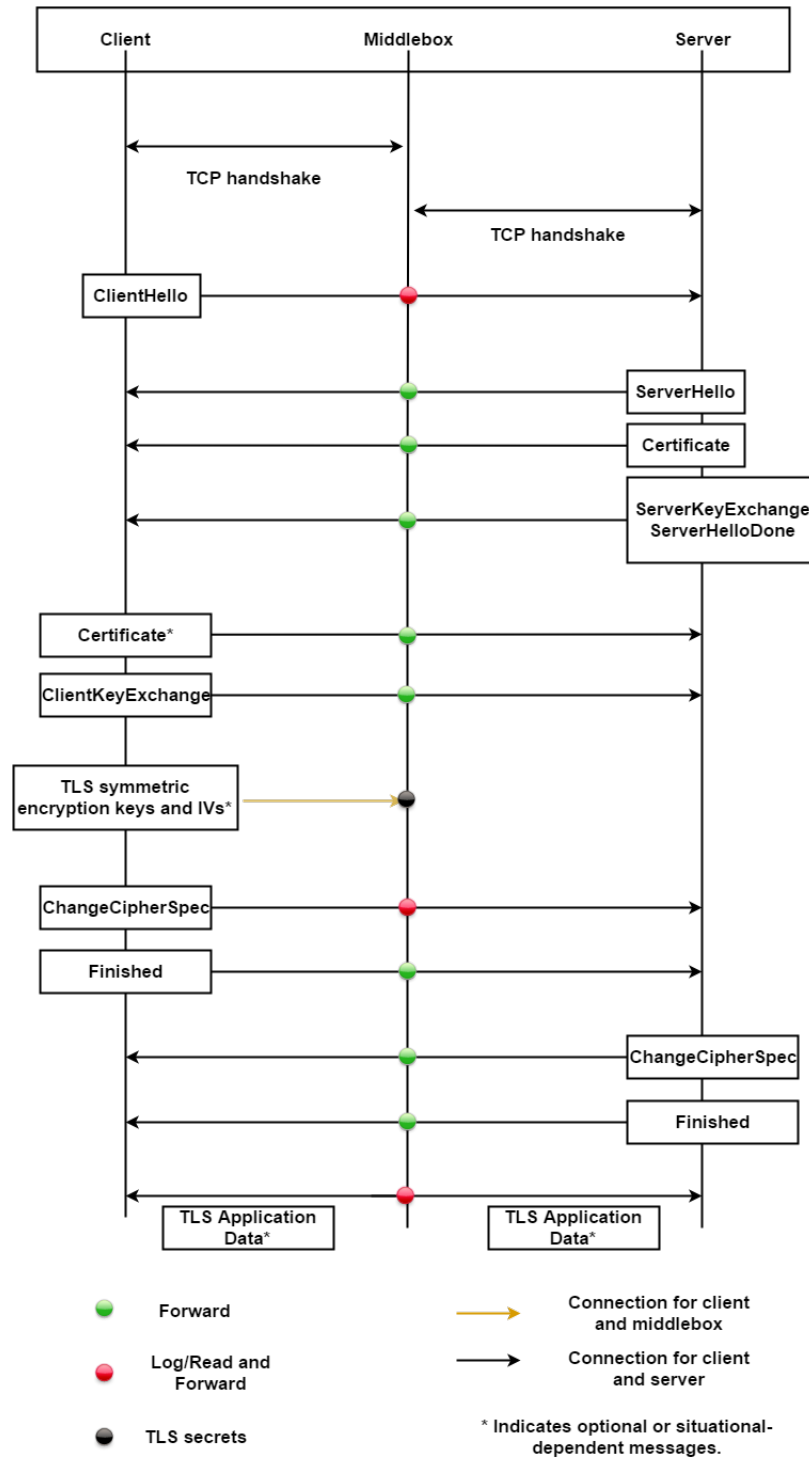 Client
Middlebox
Server
TCP handshake
TCP handshake
ClientHello
ServerHello
Certificate
ServerKeyExchange
ServerHelloDone
Certificate*
ClientKeyExchange
TLS symmetric
encryption keys and IVs*
ChangeCipherSpec
Finished
ChangeCipherSpec
Finished
TLS Application
Data*
TLS Application
Data*
Forward
Connection for client
and middlebox
Log/Read and
Forward
Connection for client
and server
TLS secrets
* Indicates optional or situational-
dependent messages.